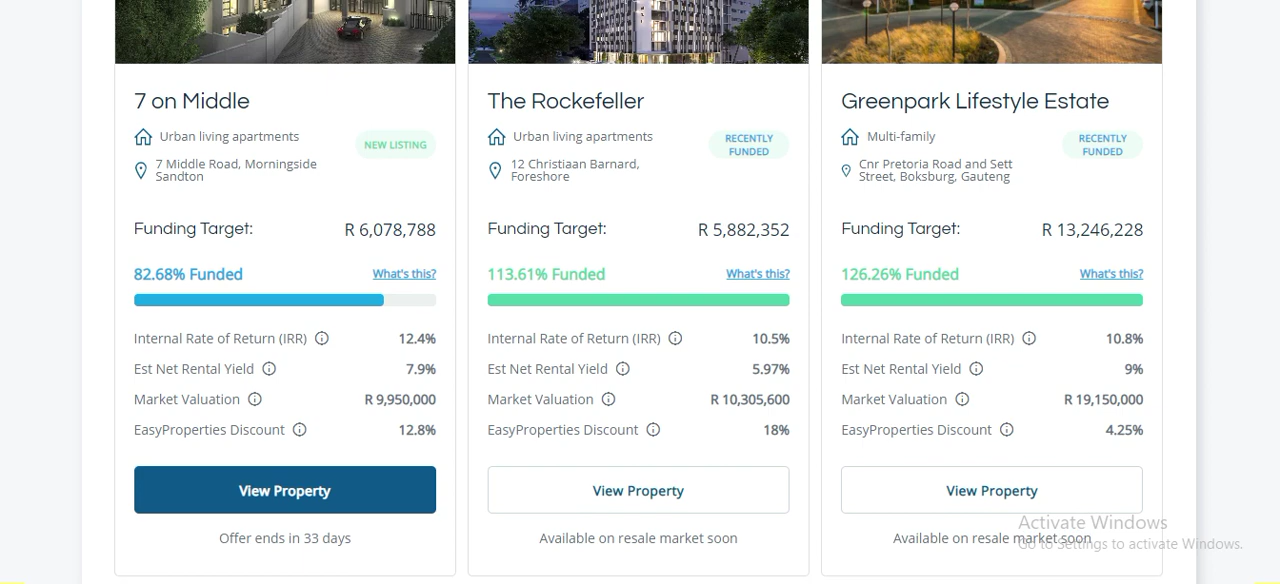 7 on Middle
Urban living apartments
NEW LISTING
7 Middle Road, Morningside
Sandton
Funding Target:
R 6,078,788
82.68% Funded
What's this?
Internal Rate of Return (IRR)
12.4%
Est Net Rental Yield
7.9%
Market Valuation
R 9,950,000
EasyProperties Discount
12.8%
View Property
Offer ends in 33 days
The Rockefeller
Urban living apartments
RECENTLY
FUNDED
12 Christiaan Barnard,
Foreshore
Funding Target:
R 5,882,352
113.61% Funded
What's this?
Internal Rate of Return (IRR)
10.5%
Est Net Rental Yield
5.97%
Market Valuation
R 10,305,600
EasyProperties Discount
18%
View Property
Available on resale market soon
Greenpark Lifestyle Estate
Multi-family
RECENTLY
FUNDED
Cnr Pretoria Road and Sett
Street, Boksburg, Gauteng
Funding Target:
R 13,246,228
126.26% Funded
What's this?
Internal Rate of Return (IRR)
10.8%
Est Net Rental Yield
9%
Market Valuation
R 19,150,000
EasyProperties Discount
4.25%
View Property
Available on resale market soon
Activate Windows
Go to Settings to activate Windows.